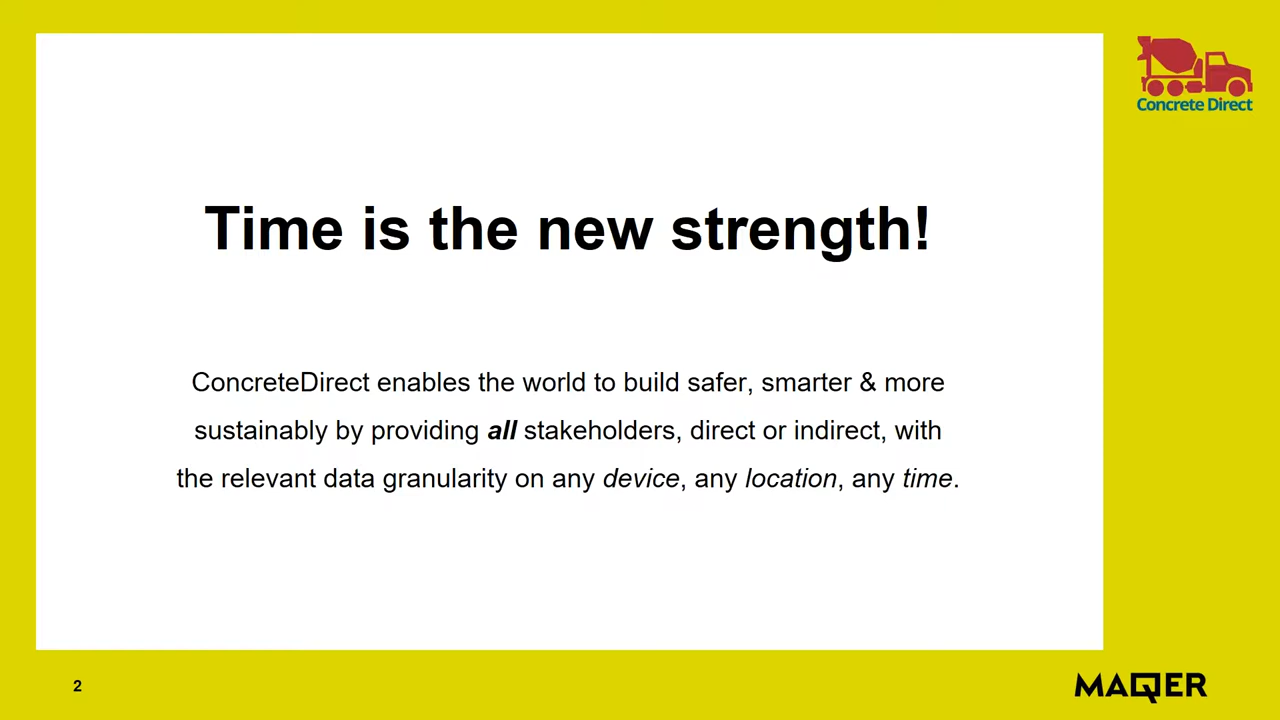 Concrete Direct
Time is the new strength!
ConcreteDirect enables the world to build safer, smarter & more
sustainably by providing all stakeholders, direct or indirect, with
the relevant data granularity on any device, any location, any time.
2
MAQER